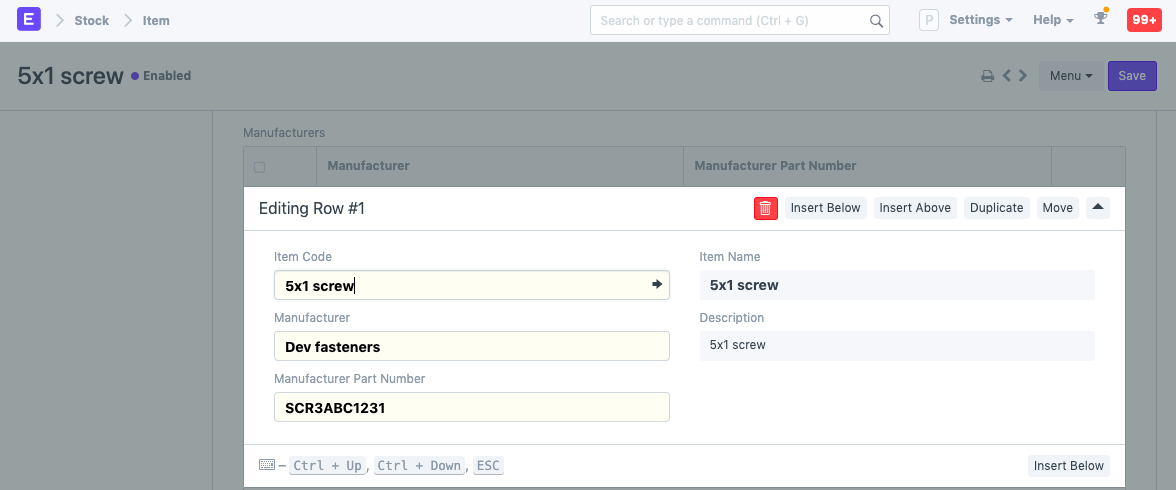 E Stock Item Search or type a command (Ctrl + G) P Settings Help 99+
5x1 screw Enabled Menu Save
Manufacturers
Manufacturer Manufacturer Part Number
Editing Row #1 Insert Below Insert Above Duplicate Move
Item Code Item Name
5x1 screw 5x1 screw
Manufacturer Description
Dev fasteners 5x1 screw
Manufacturer Part Number
SCR3ABC1231
– Ctrl + Up, Ctrl + Down, ESC Insert Below